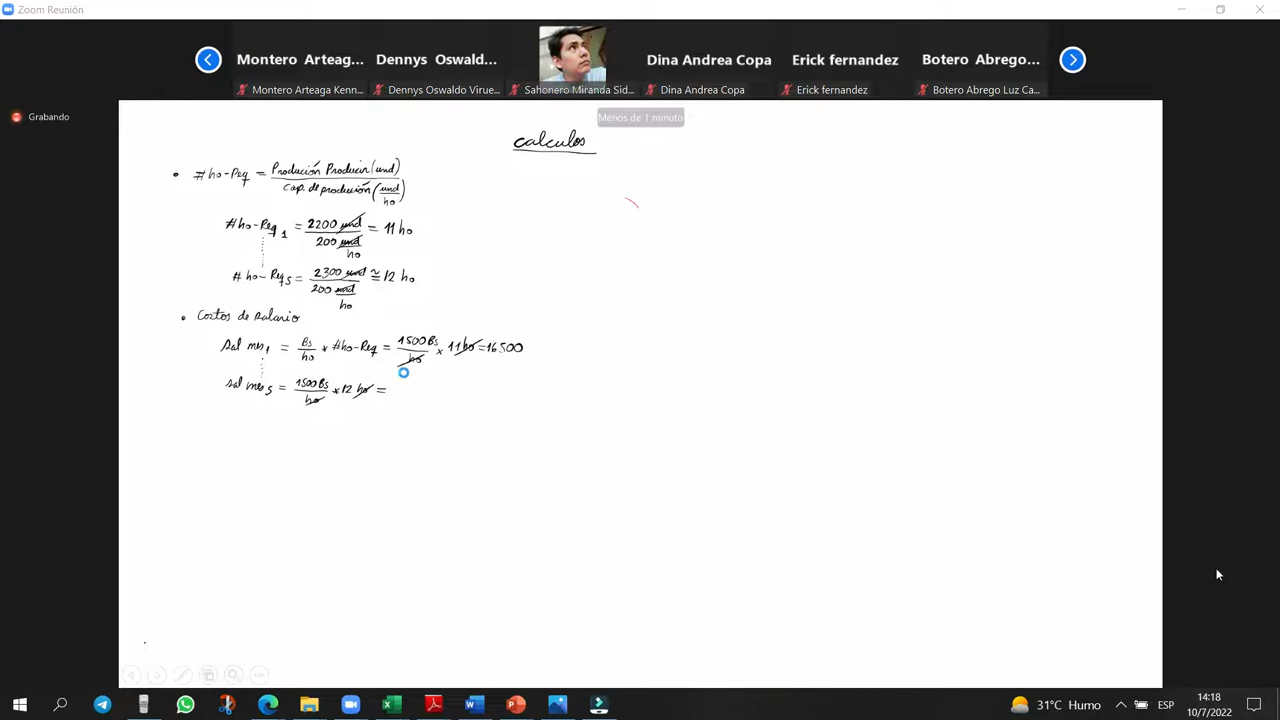 Zoom Reunión
Montero Arteag... Dennys Oswald... Dina Andrea Copa Erick fernandez Botero Abrego...
Montero Arteaga Kenn... Dennys Oswaldo Virue... Sahonero Miranda Sid... Dina Andrea Copa Erick fernandez Botero Abrego Luz Ca...
Grabando
Menos de 1 minuto
calculos
• #ho-Req = Produción Producir (und) / cap. de produción (und/ho)
#ho-Req 1 = 2200 und / 200 und/ho = 11 ho
#ho-Req 5 = 2300 und / 200 und/ho ≅ 12 ho
• Costos de salario
Sal mes 1 = Bs/ho * #ho-Req = 1500 Bs/ho * 11 ho = 16500
Sal mes 5 = 1500 Bs/ho * 12 ho =
31°C Humo ESP 14:18
10/7/2022